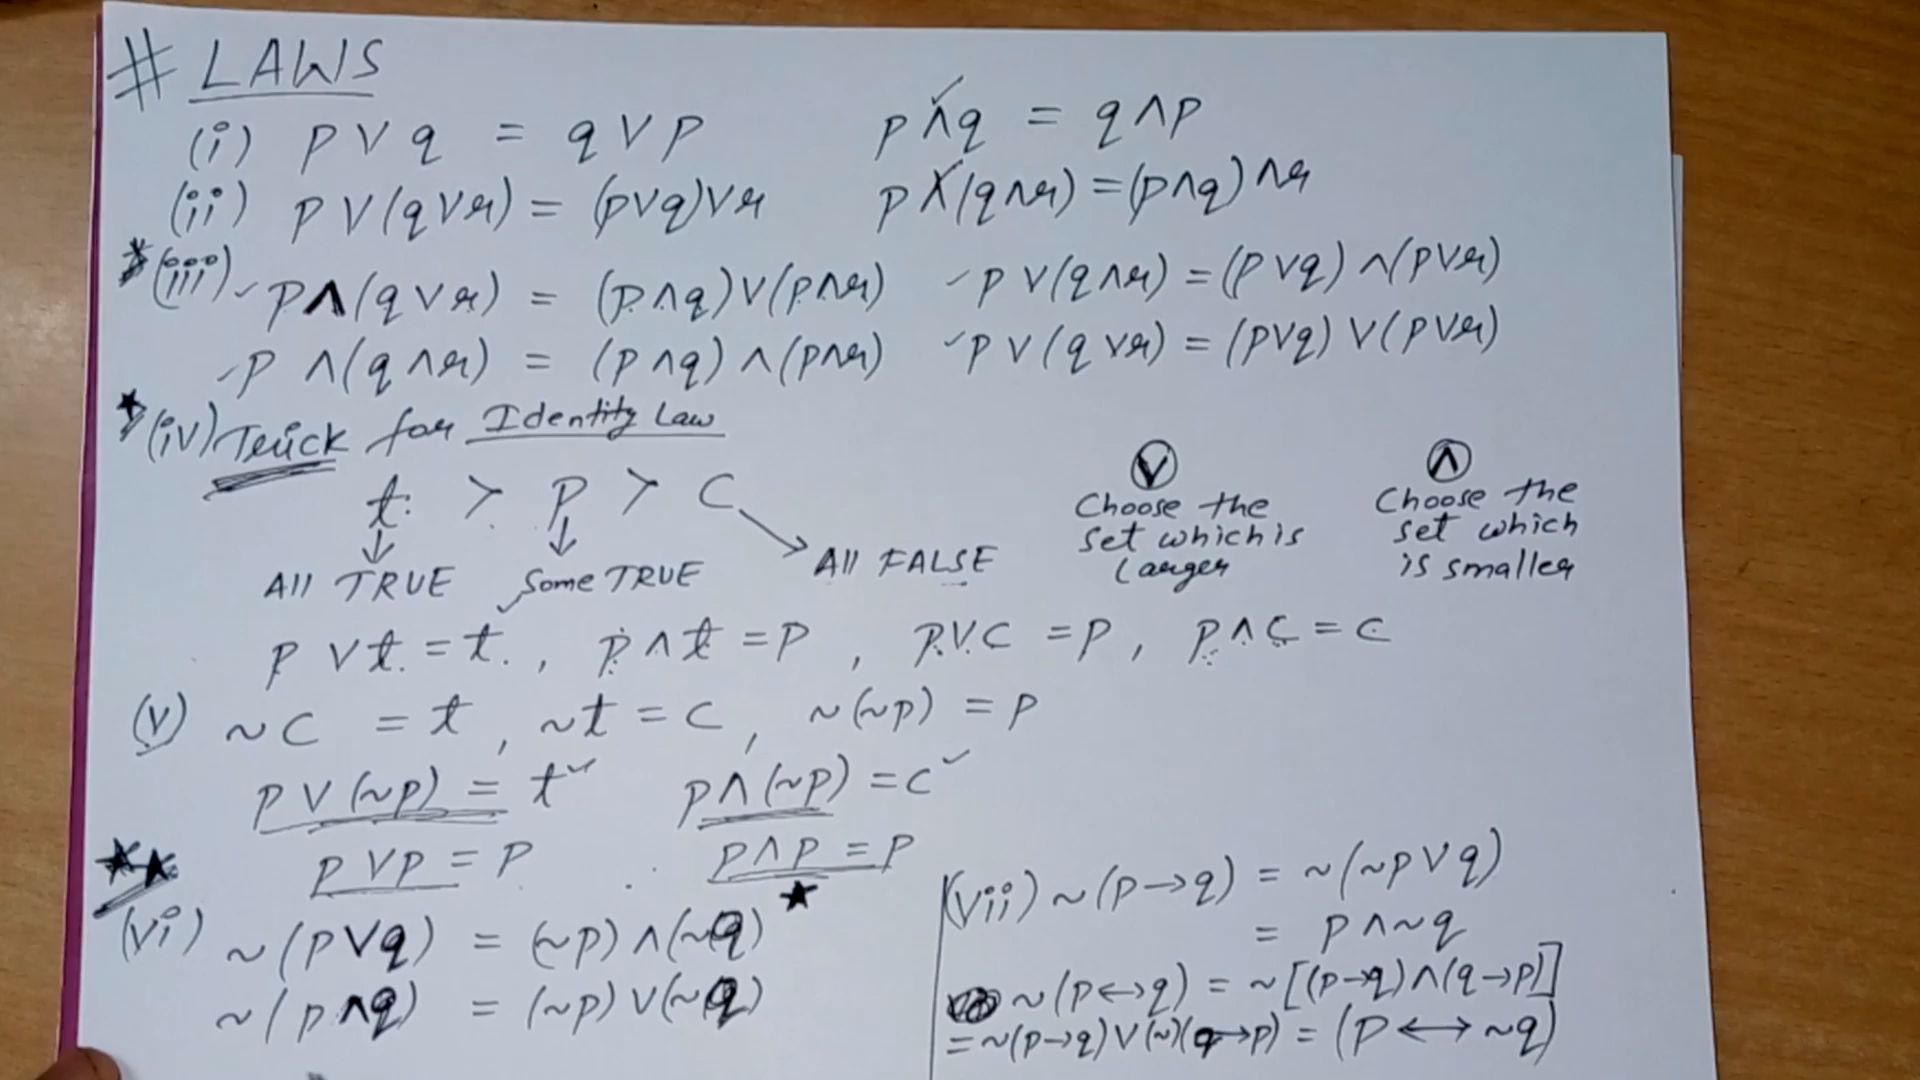 # LAWS
(i) p ∨ q = q ∨ p p ∧ q = q ∧ p
(ii) p ∨ (q ∨ r) = (p ∨ q) ∨ r p ∧ (q ∧ r) = (p ∧ q) ∧ r
(iii) p ∧ (q ∨ r) = (p ∧ q) ∨ (p ∧ r) p ∨ (q ∧ r) = (p ∨ q) ∧ (p ∨ r)
p ∧ (q ∧ r) = (p ∧ q) ∧ (p ∧ r) p ∨ (q ∨ r) = (p ∨ q) ∨ (p ∨ r)
(iv) Trick for Identity Law
t > p > c
All TRUE Some TRUE All FALSE
∨
Choose the
set which is
Larger
∧
Choose the
set which
is smaller
p ∨ t = t, p ∧ t = p, p ∨ c = p, p ∧ c = c
(v) ~c = t, ~t = c, ~(~p) = p
p ∨ (~p) = t p ∧ (~p) = c
p ∨ p = p p ∧ p = p
(vi) ~(p ∨ q) = (~p) ∧ (~q)
~(p ∧ q) = (~p) ∨ (~q)
(vii) ~(p → q) = ~(~p ∨ q)
= p ∧ ~q
~(p ↔ q) = ~[(p → q) ∧ (q → p)]
= ~(p → q) ∨ (~)(q → p) = (p ↔ ~q)